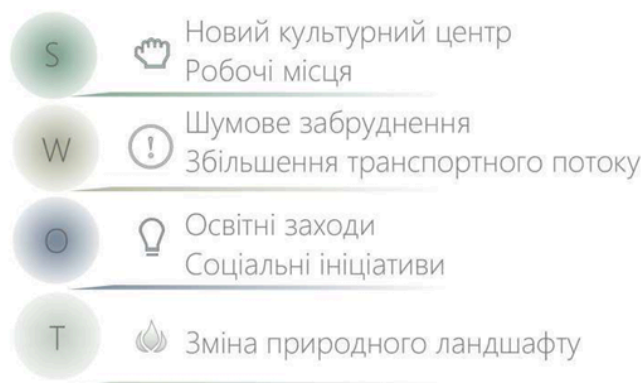 S
Новий культурний центр
Робочі місця
W
Шумове забруднення
Збільшення транспортного потоку
O
Освітні заходи
Соціальні ініціативи
T
Зміна природного ландшафту